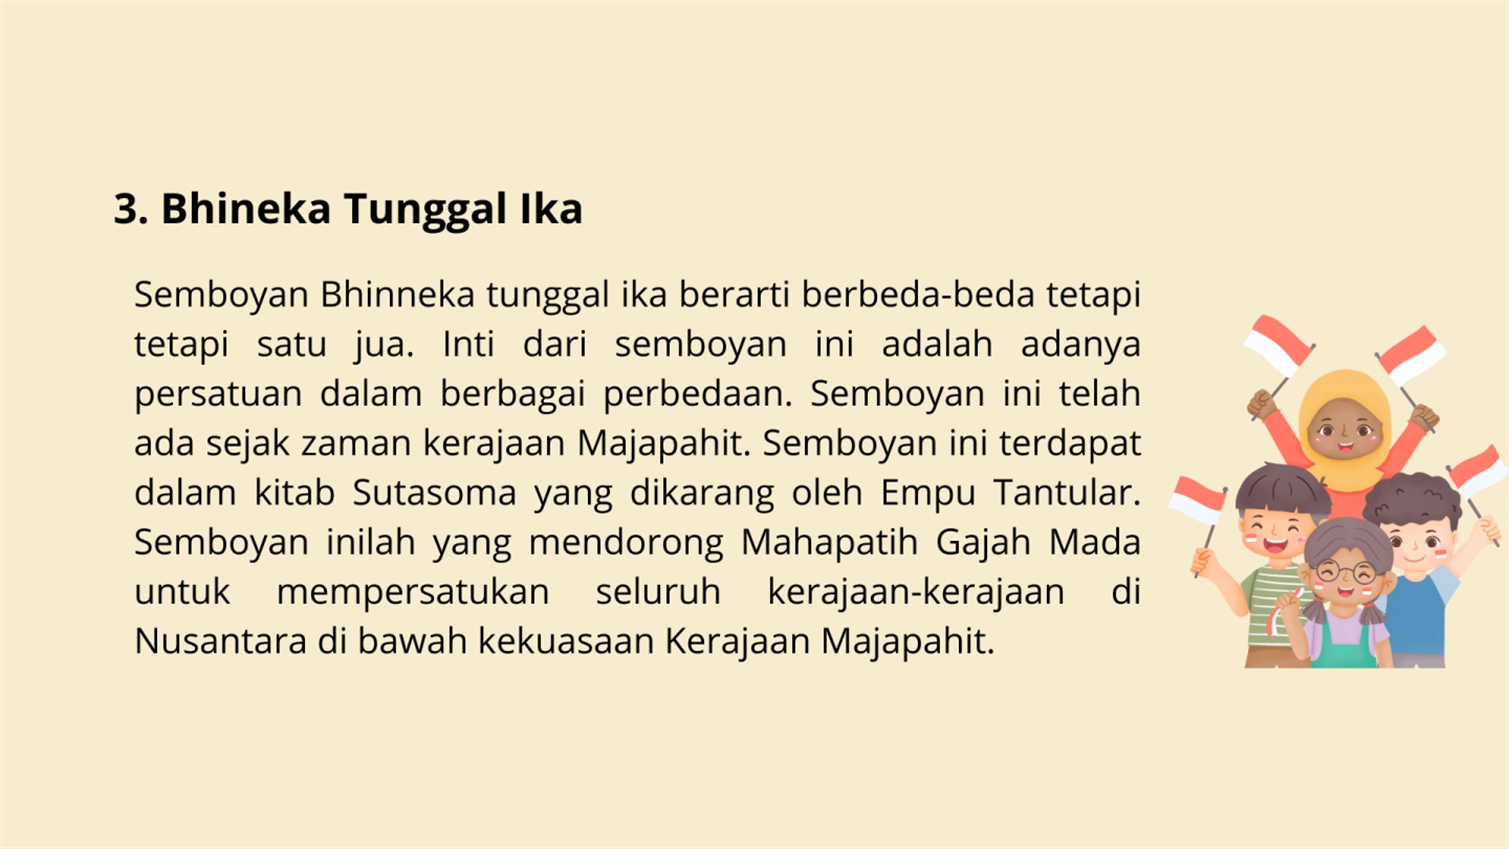 3. Bhineka Tunggal Ika
Semboyan Bhinneka tunggal ika berarti berbeda-beda tetapi
tetapi satu jua. Inti dari semboyan ini adalah adanya
persatuan dalam berbagai perbedaan. Semboyan ini telah
ada sejak zaman kerajaan Majapahit. Semboyan ini terdapat
dalam kitab Sutasoma yang dikarang oleh Empu Tantular.
Semboyan inilah yang mendorong Mahapatih Gajah Mada
untuk mempersatukan seluruh kerajaan-kerajaan di
Nusantara di bawah kekuasaan Kerajaan Majapahit.